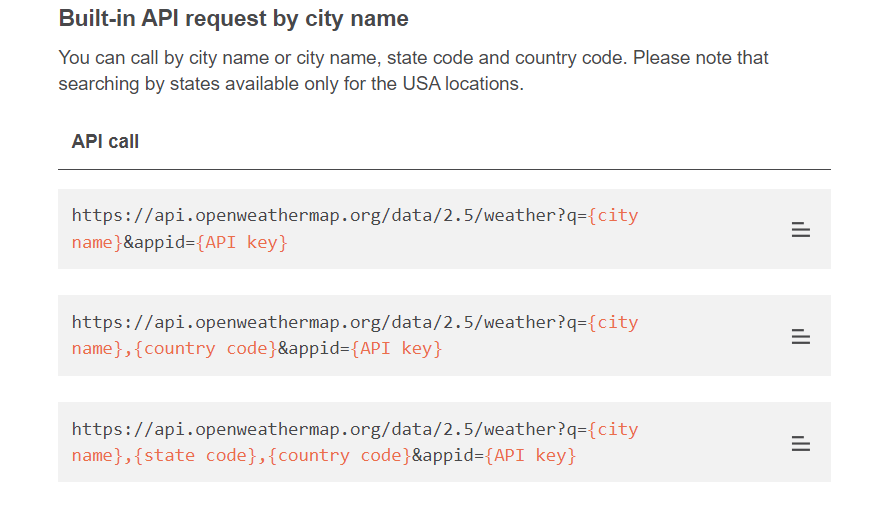 Built-in API request by city name
You can call by city name or city name, state code and country code. Please note that
searching by states available only for the USA locations.
API call
https://api.openweathermap.org/data/2.5/weather?q={city
name}&appid={API key}
https://api.openweathermap.org/data/2.5/weather?q={city
name},{country code}&appid={API key}
https://api.openweathermap.org/data/2.5/weather?q={city
name},{state code},{country code}&appid={API key}